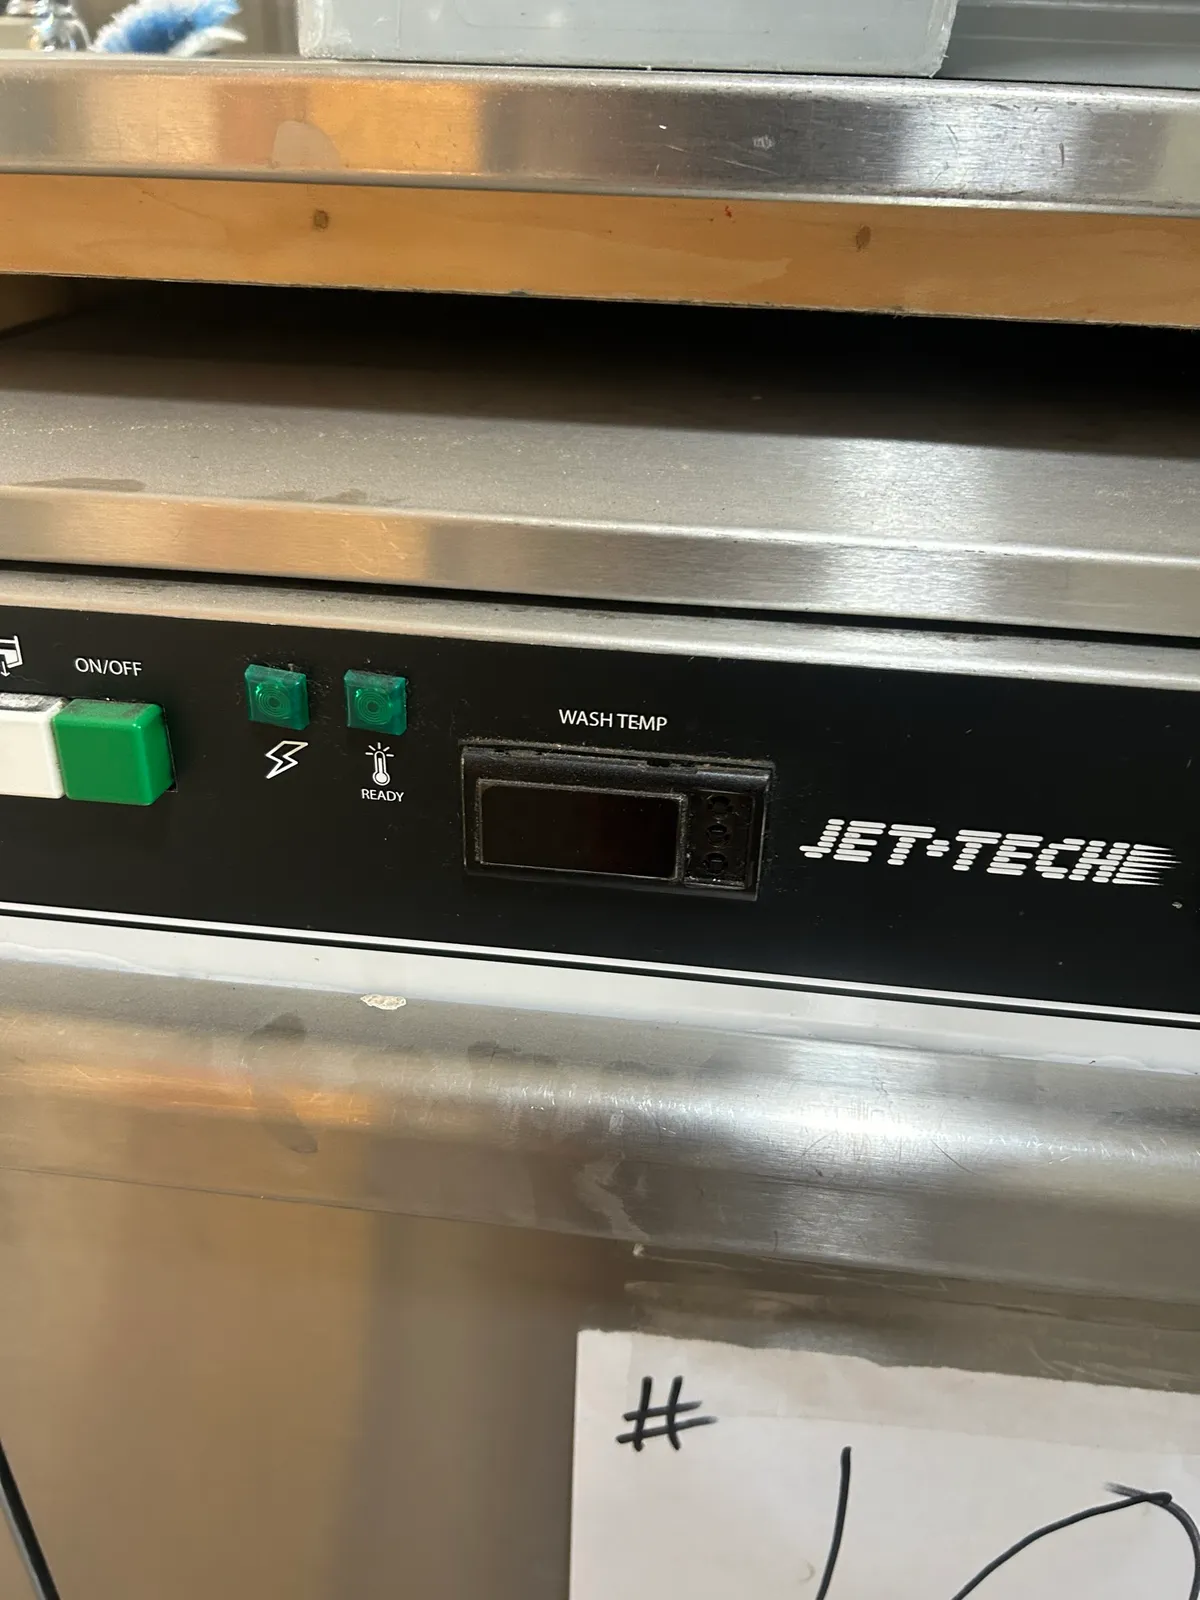 ON/OFF
READY
WASH TEMP
JET-TECH
#